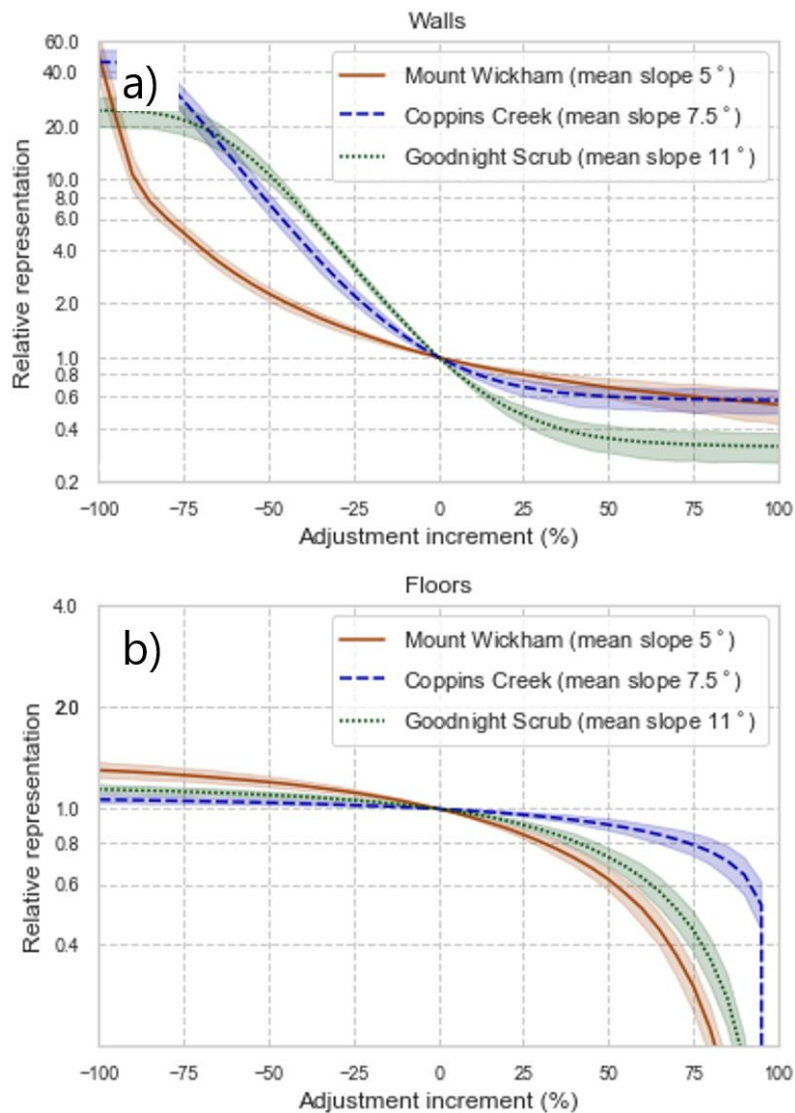 Walls
a)
Mount Wickham (mean slope 5°)
Coppins Creek (mean slope 7.5°)
Goodnight Scrub (mean slope 11°)
Relative representation
60.0
40.0
20.0
10.0
8.0
6.0
4.0
2.0
1.0
0.8
0.6
0.4
0.2
−100 −75 −50 −25 0 25 50 75 100
Adjustment increment (%)
Floors
b)
Mount Wickham (mean slope 5°)
Coppins Creek (mean slope 7.5°)
Goodnight Scrub (mean slope 11°)
Relative representation
4.0
2.0
1.0
0.8
0.6
0.4
−100 −75 −50 −25 0 25 50 75 100
Adjustment increment (%)